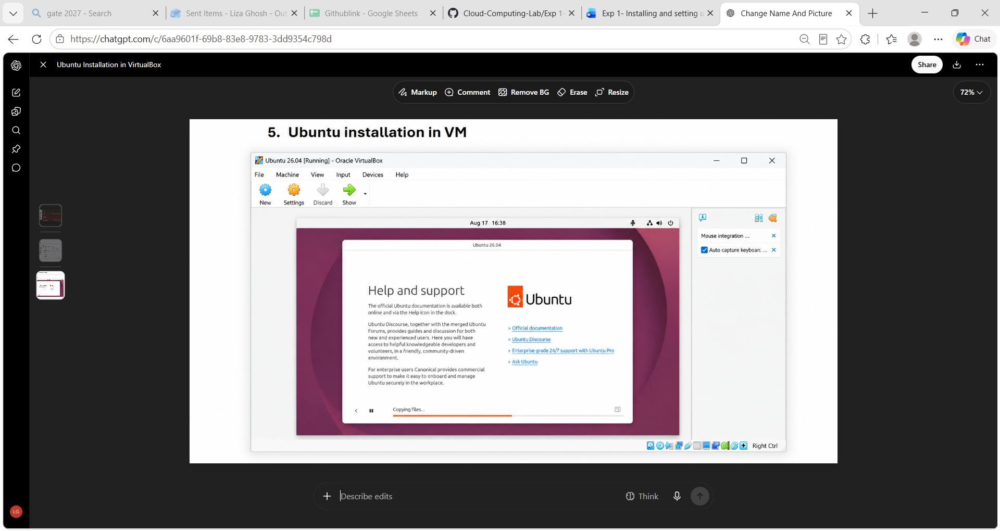 gate 2027 - Search
Sent Items - Liza Ghosh - Out
Githublink - Google Sheets
Cloud-Computing-Lab/Exp 1-
Exp 1- Installing and setting u
Change Name And Picture
https://chatgpt.com/c/6aa9601f-69b8-83e8-9783-3dd9354c798d
Chat
Ubuntu Installation in VirtualBox
Share
Markup
Comment
Remove BG
Erase
Resize
72%
5. Ubuntu installation in VM
Ubuntu 26.04 [Running] - Oracle VirtualBox
File Machine View Input Devices Help
New Settings Discard Show
Aug 17 16:38
Ubuntu 26.04
Mouse integration ...
Auto capture keyboarc ...
Help and support
The official Ubuntu documentation is available both
online and via the Help icon in the dock.
Ubuntu Discourse, together with the merged Ubuntu
Forums, provides guides and discussion for both
new and experienced users. Here you will have
access to helpful knowledgeable developers and
volunteers, in a friendly, community-driven
environment.
For enterprise users Canonical provides commercial
support to make it easy to onboard and manage
Ubuntu securely in the workplace.
Ubuntu
> Official documentation
> Ubuntu Discourse
> Enterprise grade 24/7 support with Ubuntu Pro
> Ask Ubuntu
Copying files...
Right Ctrl
Describe edits
Think
LG